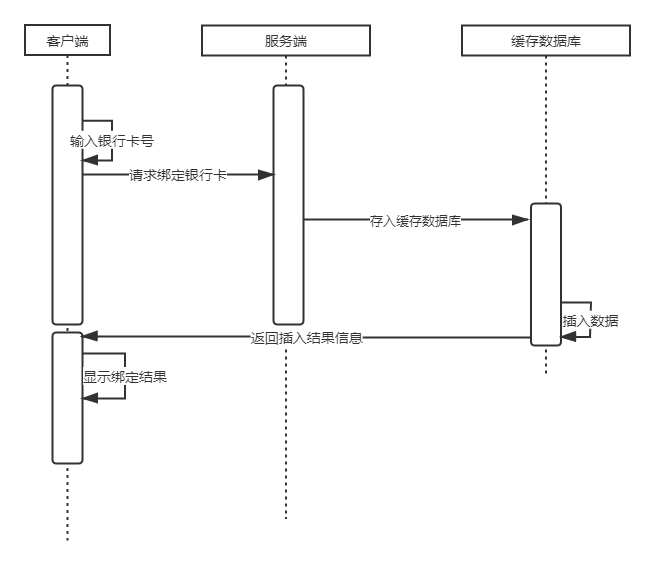 客户端
服务端
缓存数据库
输入银行卡号
请求绑定银行卡
存入缓存数据库
插入数据
返回插入结果信息
显示绑定结果